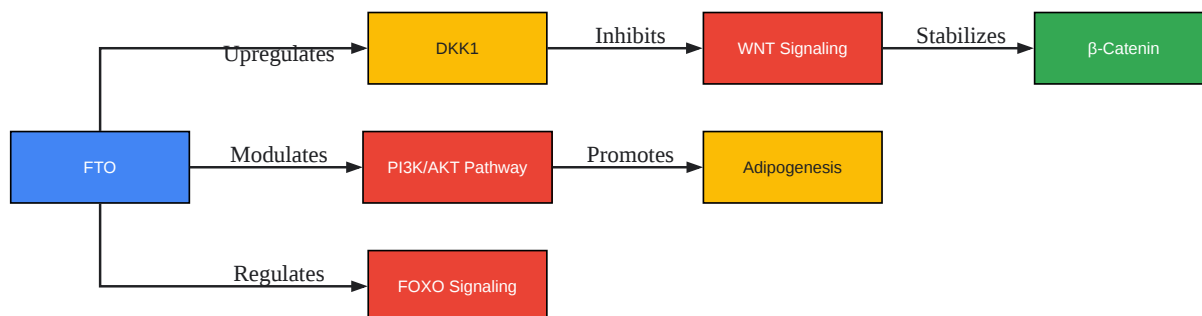 Upregulates
DKK1
Inhibits
WNT Signaling
Stabilizes
β-Catenin
FTO
Modulates
PI3K/AKT Pathway
Promotes
Adipogenesis
Regulates
FOXO Signaling